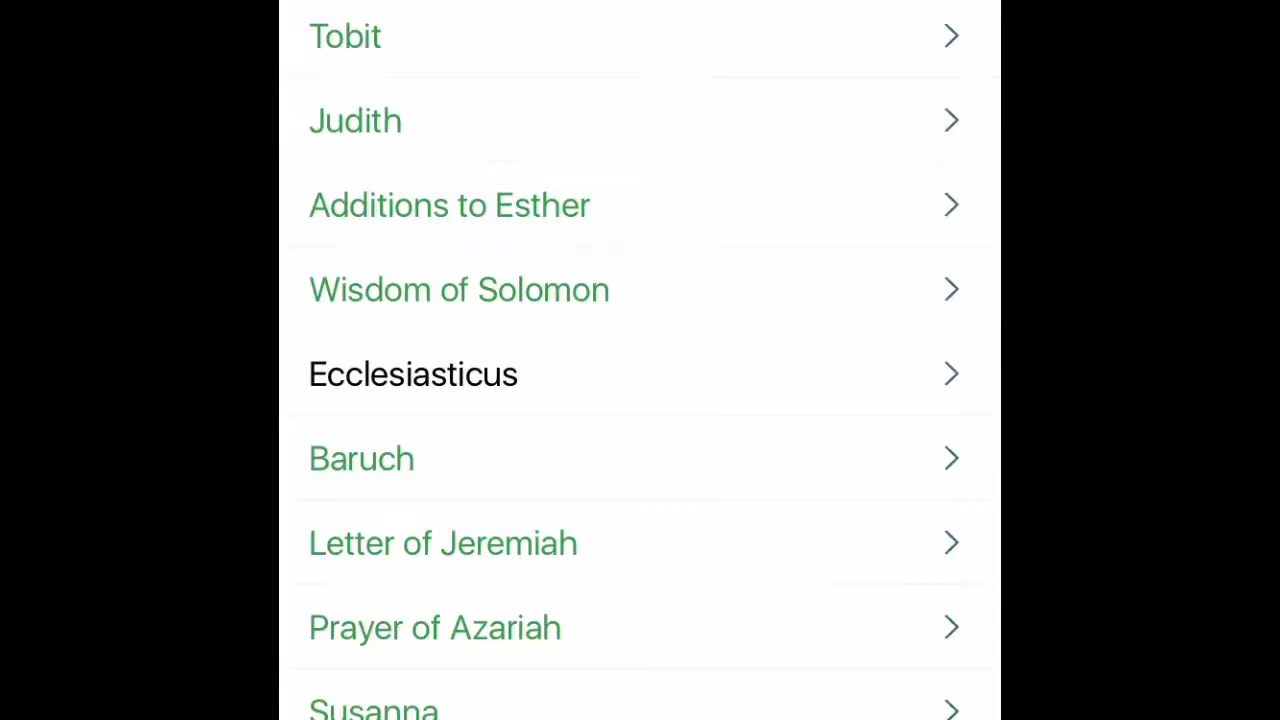 Tobit
Judith
Additions to Esther
Wisdom of Solomon
Ecclesiasticus
Baruch
Letter of Jeremiah
Prayer of Azariah
Susanna